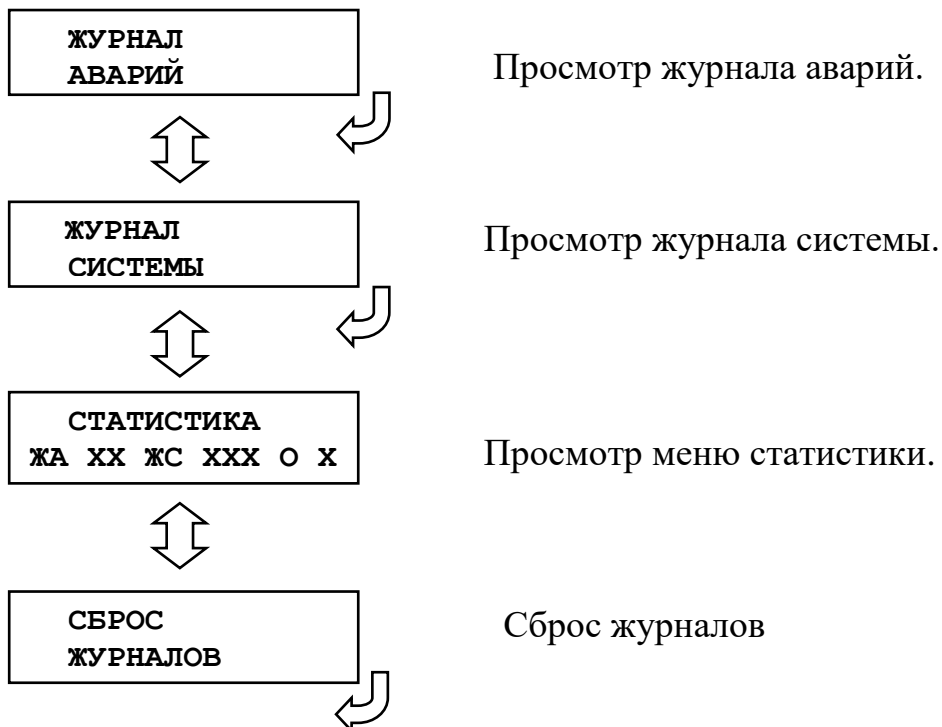 ЖУРНАЛ
АВАРИЙ
Просмотр журнала аварий.
ЖУРНАЛ
СИСТЕМЫ
Просмотр журнала системы.
СТАТИСТИКА
ЖА ХХ ЖС ХХХ О Х
Просмотр меню статистики.
СБРОС
ЖУРНАЛОВ
Сброс журналов